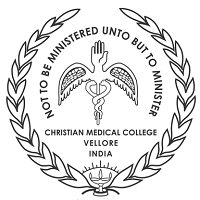 NOT TO BE MINISTERED UNTO BUT TO MINISTER
CHRISTIAN MEDICAL COLLEGE
VELLORE
INDIA